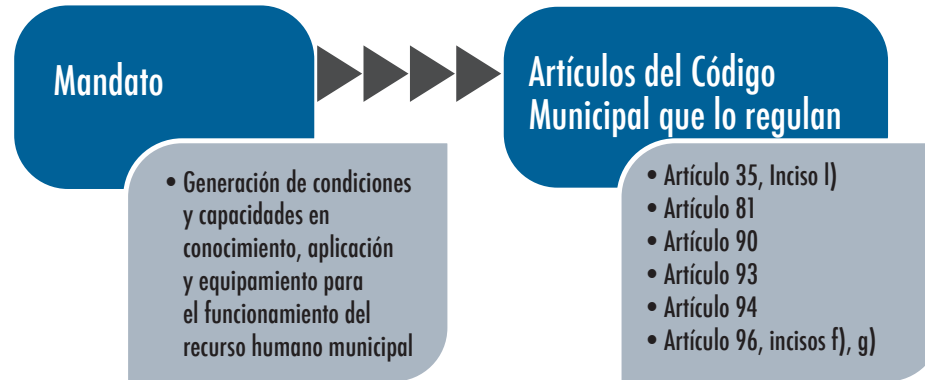 Mandato
• Generación de condiciones
y capacidades en
conocimiento, aplicación
y equipamiento para
el funcionamiento del
recurso humano municipal
Artículos del Código
Municipal que lo regulan
• Artículo 35, Inciso l)
• Artículo 81
• Artículo 90
• Artículo 93
• Artículo 94
• Artículo 96, incisos f), g)